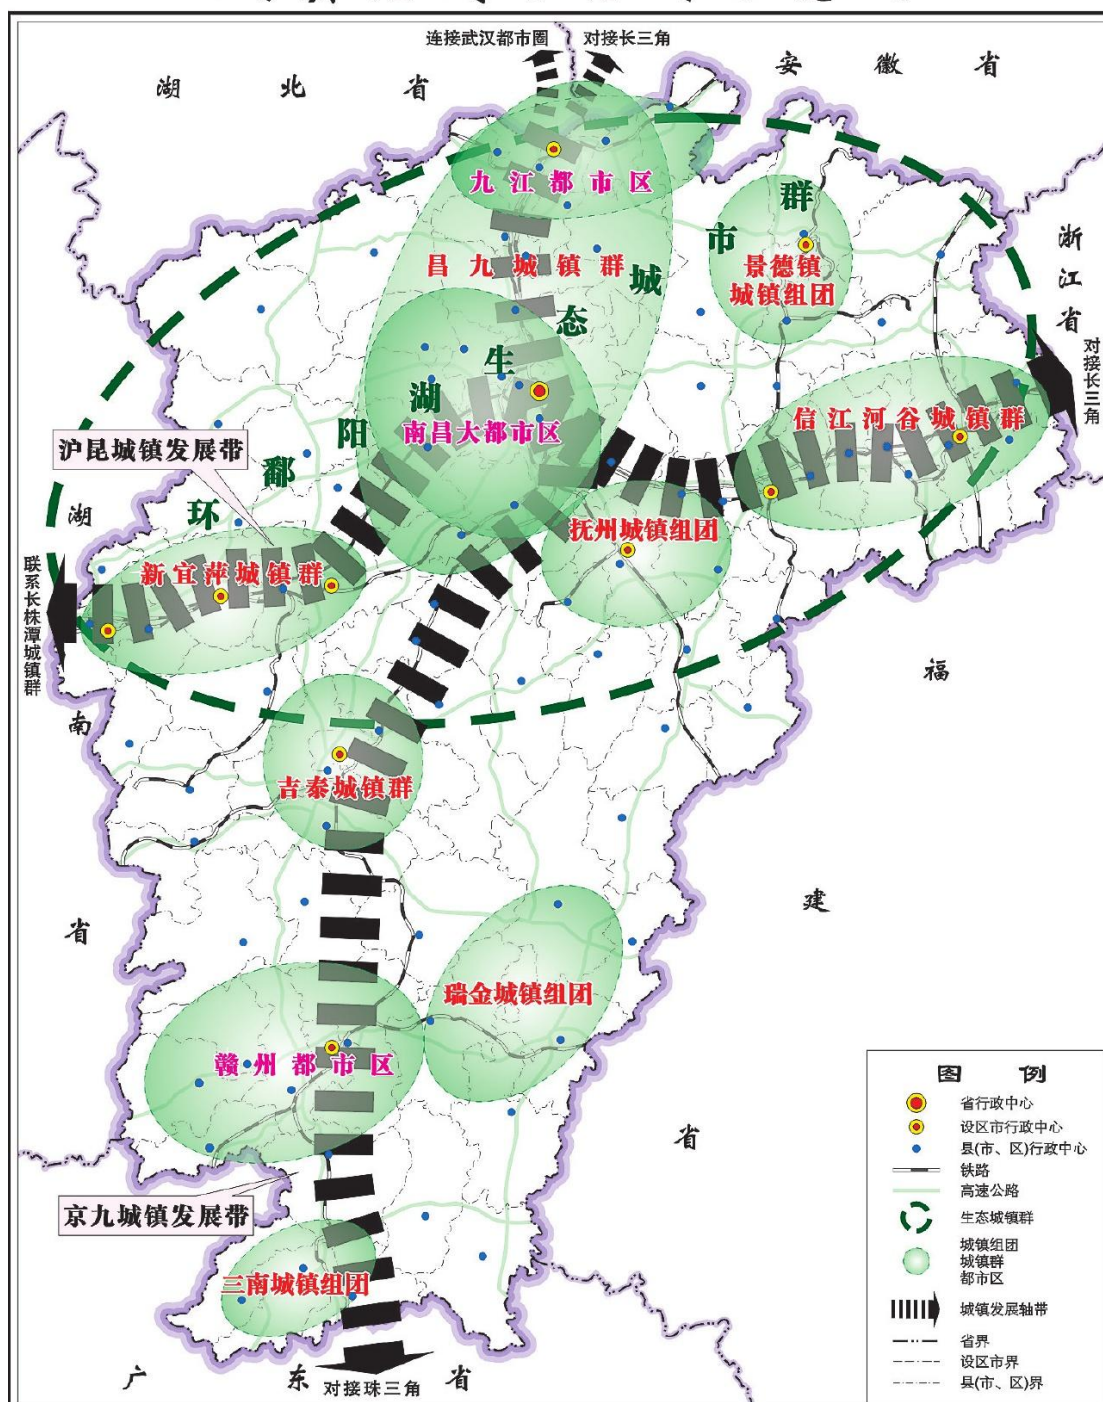 连接武汉都市圈
对接长三角
湖北省
安徽省
九江都市区
昌九城镇群
环鄱阳湖生态城市群
景德镇
城镇组团
浙江省
对接长三角
信江河谷城镇群
南昌大都市区
沪昆城镇发展带
抚州城镇组团
新宜萍城镇群
联系长株潭城镇群
湖南省
吉泰城镇群
福建省
瑞金城镇组团
赣州都市区
京九城镇发展带
三南城镇组团
广东省
对接珠三角
图例
省行政中心
设区市行政中心
县(市、区)行政中心
铁路
高速公路
生态城镇群
城镇组团
城镇群
都市区
城镇发展轴带
省界
设区市界
县(市、区)界